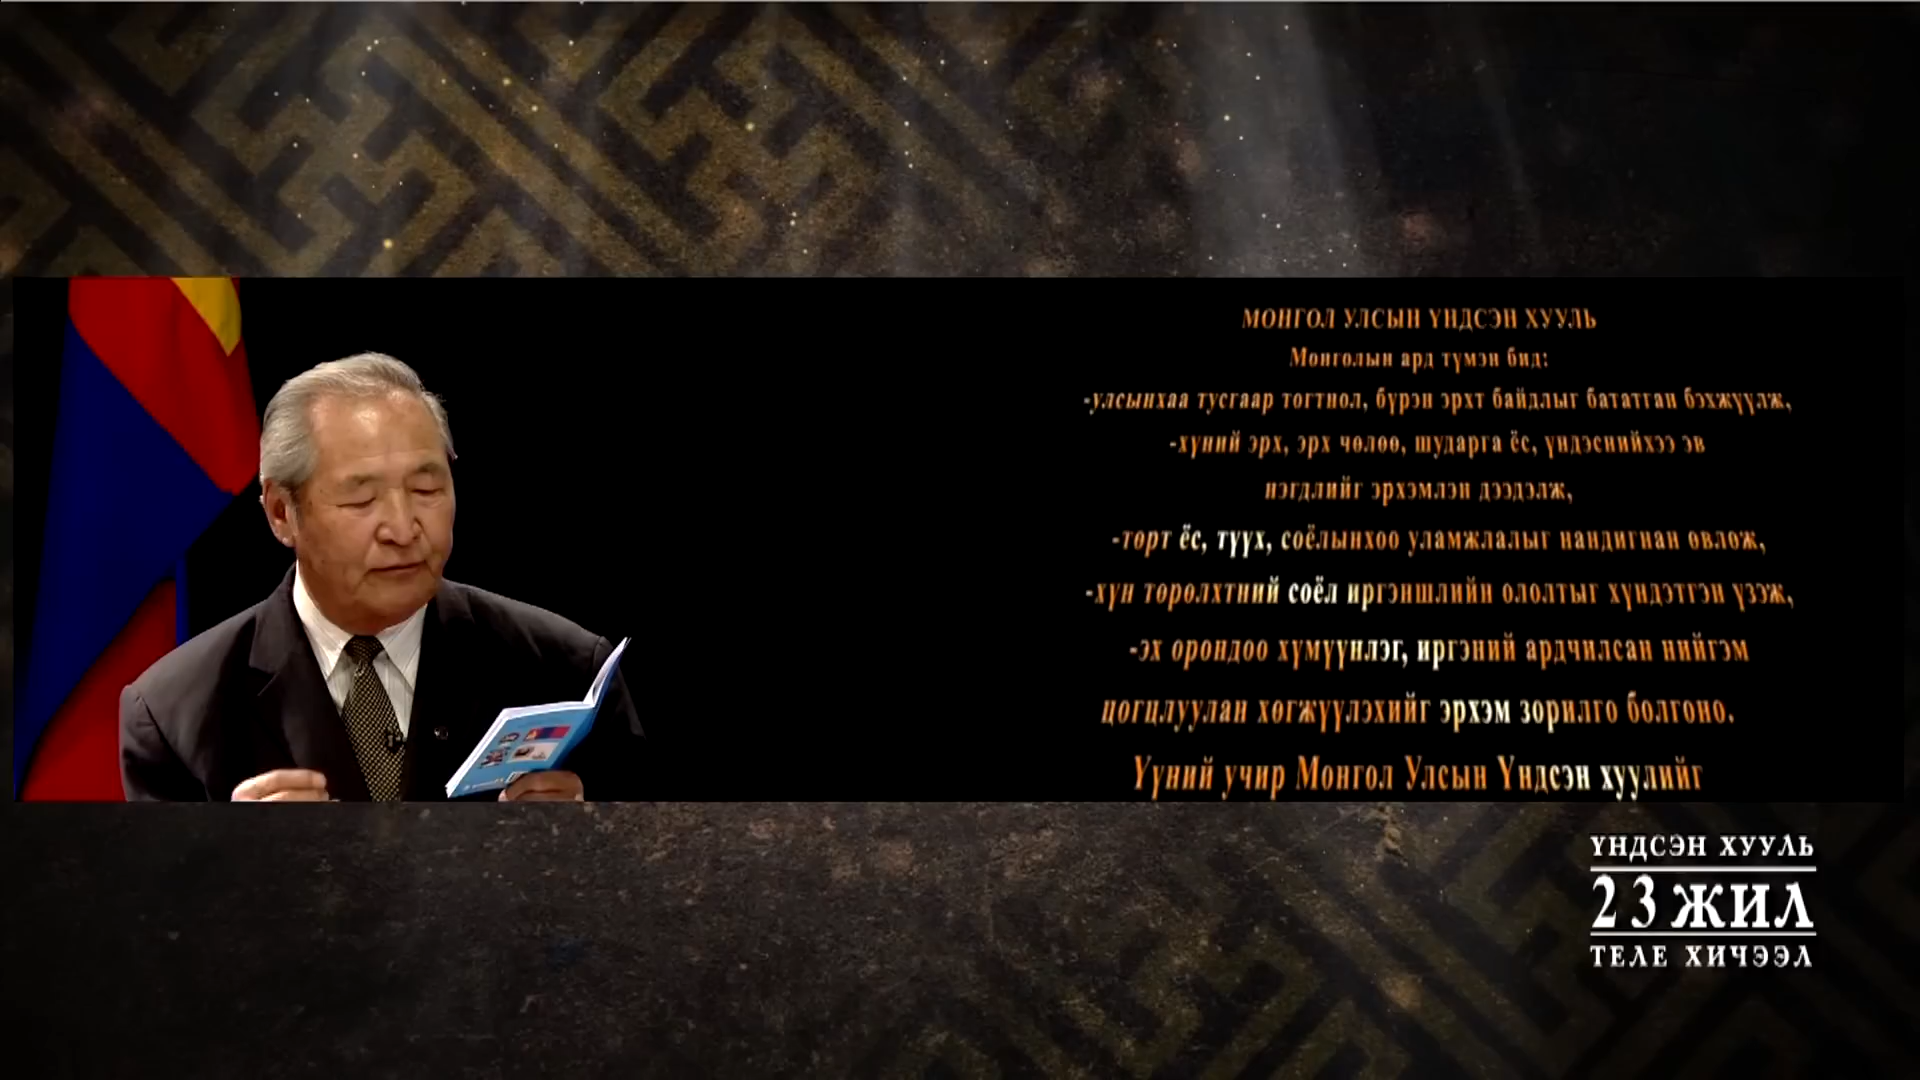 МОНГОЛ УЛСЫН ҮНДСЭН ХУУЛЬ
Монголын ард түмэн бид:
-улсынхаа тусгаар тогтнол, бүрэн эрхт байдлыг бататган бэхжүүлж,
-хүний эрх, эрх чөлөө, шударга ёс, үндэснийхээ эв
нэгдлийг эрхэмлэн дээдэлж,
-төрт ёс, түүх, соёлынхоо уламжлалыг нандигнан өвлөж,
-хүн төрөлхтний соёл иргэншлийн ололтыг хүндэтгэн үзэж,
-эх орондоо хүмүүнлэг, иргэний ардчилсан нийгэм
цогцлуулан хөгжүүлэхийг эрхэм зорилго болгоно.
Үүний учир Монгол Улсын Үндсэн хуулийг
ҮНДСЭН ХУУЛЬ
23 ЖИЛ
ТЕЛЕ ХИЧЭЭЛ